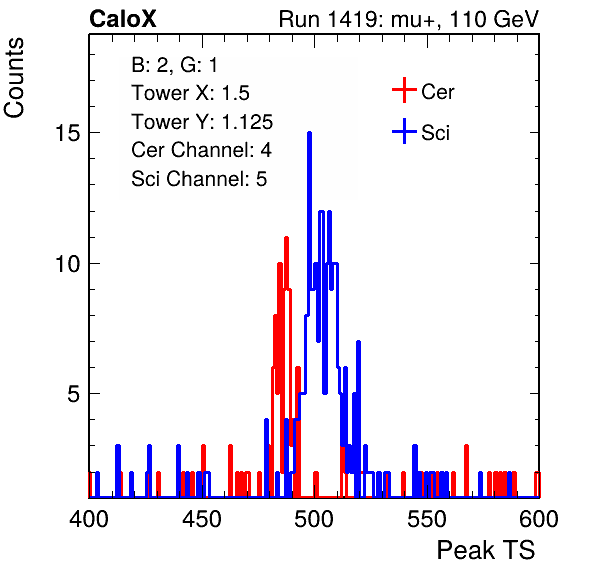 CaloX Run 1419: mu+, 110 GeV
Counts
B: 2, G: 1
Tower X: 1.5
Tower Y: 1.125
Cer Channel: 4
Sci Channel: 5
Cer
Sci
15
10
5
400 450 500 550 600
Peak TS